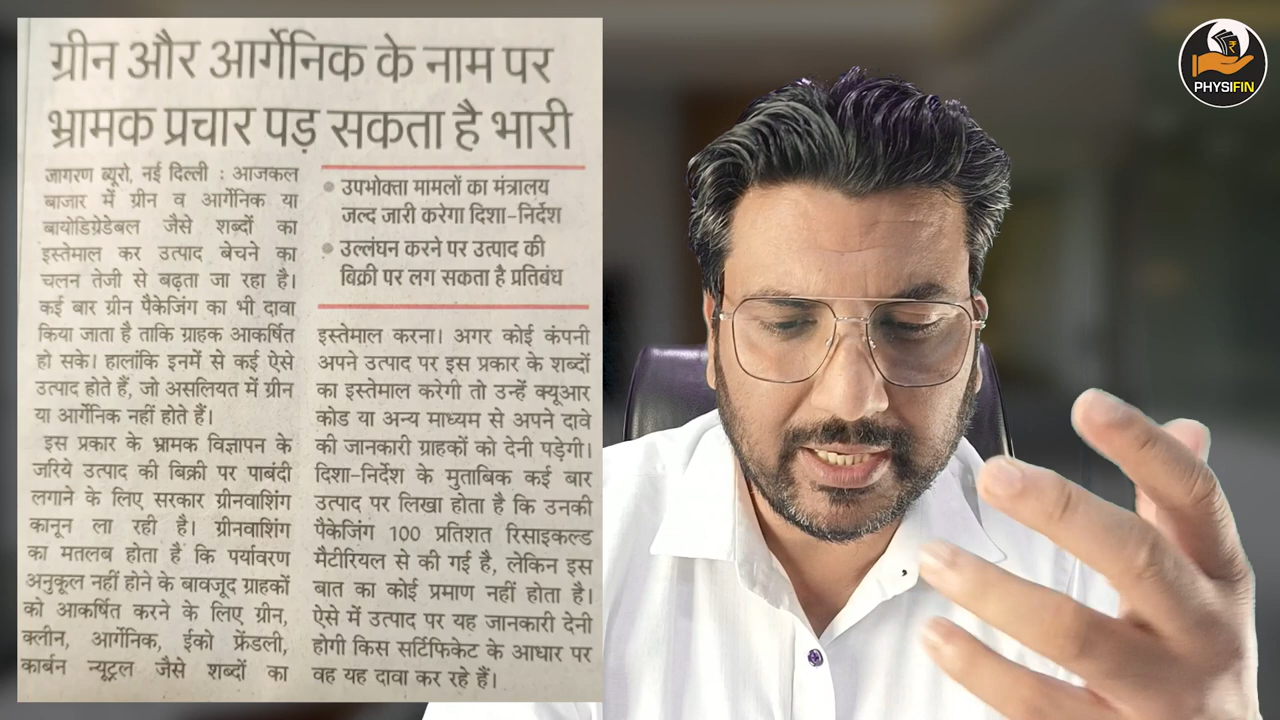 ग्रीन और आर्गेनिक के नाम पर
भ्रामक प्रचार पड़ सकता है भारी
जागरण ब्यूरो, नई दिल्ली : आजकल
बाजार में ग्रीन व आर्गेनिक या
बायोडिग्रेडेबल जैसे शब्दों का
इस्तेमाल कर उत्पाद बेचने का
चलन तेजी से बढ़ता जा रहा है।
कई बार ग्रीन पैकेजिंग का भी दावा
किया जाता है ताकि ग्राहक आकर्षित
हो सके। हालांकि इनमें से कई ऐसे
उत्पाद होते हैं, जो असलियत में ग्रीन
या आर्गेनिक नहीं होते हैं।
इस प्रकार के भ्रामक विज्ञापन के
जरिये उत्पाद की बिक्री पर पाबंदी
लगाने के लिए सरकार ग्रीनवाशिंग
कानून ला रही है। ग्रीनवाशिंग
का मतलब होता है कि पर्यावरण
अनुकूल नहीं होने के बावजूद ग्राहकों
को आकर्षित करने के लिए ग्रीन,
क्लीन, आर्गेनिक, ईको फ्रेंडली,
कार्बन न्यूट्रल जैसे शब्दों का
• उपभोक्ता मामलों का मंत्रालय
जल्द जारी करेगा दिशा-निर्देश
• उल्लंघन करने पर उत्पाद की
बिक्री पर लग सकता है प्रतिबंध
इस्तेमाल करना। अगर कोई कंपनी
अपने उत्पाद पर इस प्रकार के शब्दों
का इस्तेमाल करेगी तो उन्हें क्यूआर
कोड या अन्य माध्यम से अपने दावे
की जानकारी ग्राहकों को देनी पड़ेगी।
दिशा-निर्देश के मुताबिक कई बार
उत्पाद पर लिखा होता है कि उनकी
पैकेजिंग 100 प्रतिशत रिसाइकल्ड
मैटीरियल से की गई है, लेकिन इस
बात का कोई प्रमाण नहीं होता है।
ऐसे में उत्पाद पर यह जानकारी देनी
होगी किस सर्टिफिकेट के आधार पर
वह यह दावा कर रहे हैं।
PHYSIFIN